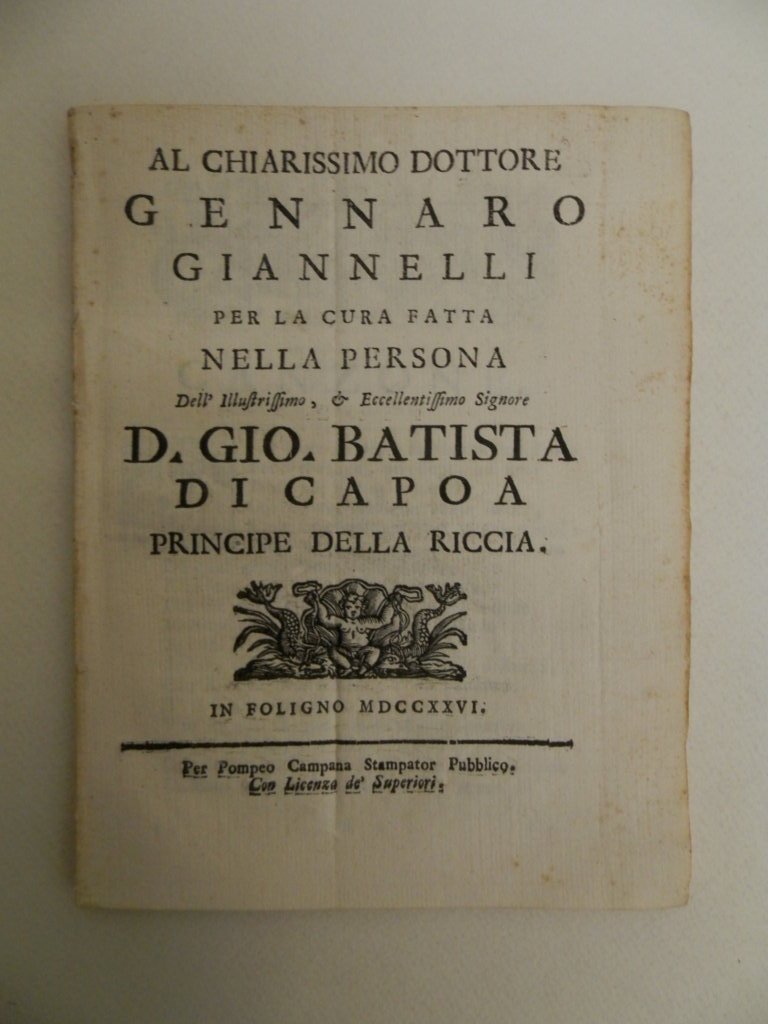 AL CHIARISSIMO DOTTORE
GENNARO
GIANNELLI
PER LA CURA FATTA
NELLA PERSONA
Dell' Illuſtriſſimo, & Eccellentiſſimo Signore
D. GIO. BATISTA
DI CAPOA
PRINCIPE DELLA RICCIA.
IN FOLIGNO MDCCXXVI.
Per Pompeo Campana Stampator Pubblico.
Con Licenza de' Superiori.